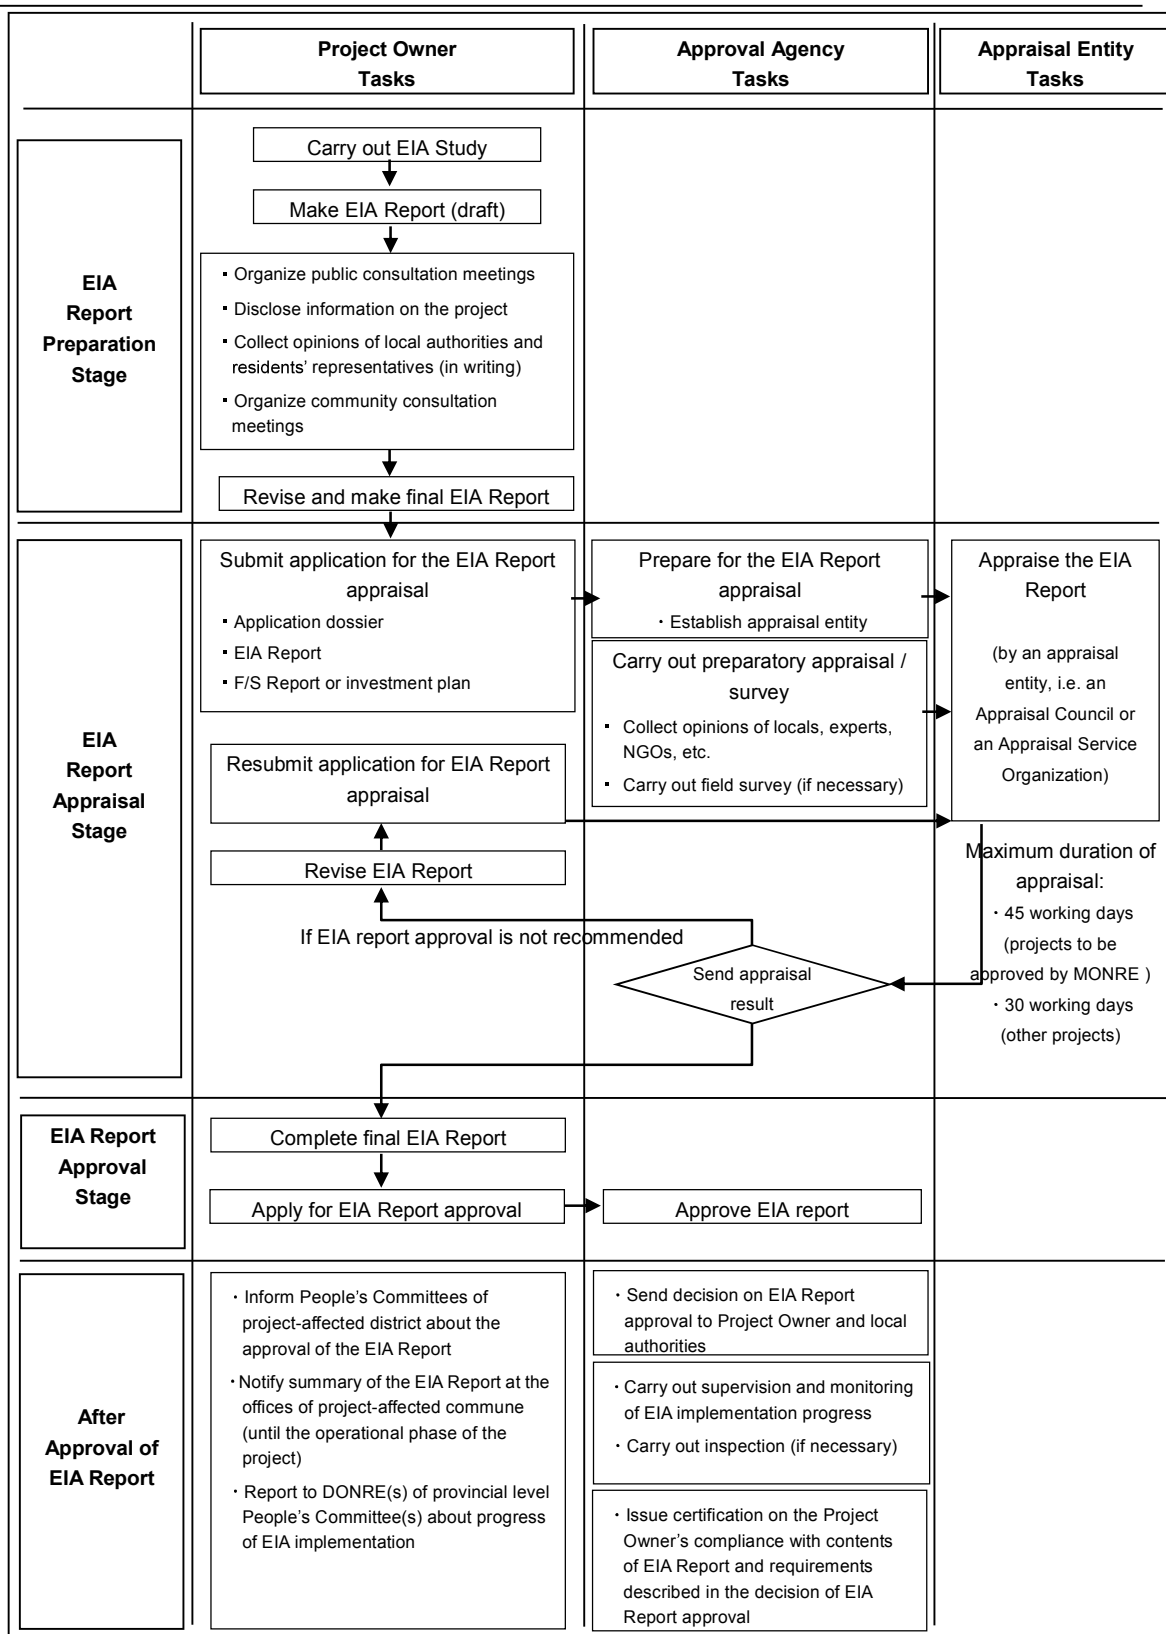 Project Owner
Tasks
Approval Agency
Tasks
Appraisal Entity
Tasks
EIA
Report
Preparation
Stage
Carry out EIA Study
Make EIA Report (draft)
▪ Organize public consultation meetings
▪ Disclose information on the project
▪ Collect opinions of local authorities and
residents’ representatives (in writing)
▪ Organize community consultation
meetings
Revise and make final EIA Report
EIA
Report
Appraisal
Stage
Submit application for the EIA Report
appraisal
▪ Application dossier
▪ EIA Report
▪ F/S Report or investment plan
Prepare for the EIA Report
appraisal
・Establish appraisal entity
Carry out preparatory appraisal /
survey
▪ Collect opinions of locals, experts,
NGOs, etc.
▪ Carry out field survey (if necessary)
Appraise the EIA
Report
(by an appraisal
entity, i.e. an
Appraisal Council or
an Appraisal Service
Organization)
Resubmit application for EIA Report
appraisal
Revise EIA Report
If EIA report approval is not recommended
Send appraisal
result
Maximum duration of
appraisal:
・45 working days
(projects to be
approved by MONRE )
・30 working days
(other projects)
EIA Report
Approval
Stage
Complete final EIA Report
Apply for EIA Report approval
Approve EIA report
After
Approval of
EIA Report
・Inform People’s Committees of
project-affected district about the
approval of the EIA Report
・Notify summary of the EIA Report at the
offices of project-affected commune
(until the operational phase of the
project)
・Report to DONRE(s) of provincial level
People’s Committee(s) about progress
of EIA implementation
・Send decision on EIA Report
approval to Project Owner and local
authorities
・Carry out supervision and monitoring
of EIA implementation progress
・Carry out inspection (if necessary)
・Issue certification on the Project
Owner’s compliance with contents
of EIA Report and requirements
described in the decision of EIA
Report approval